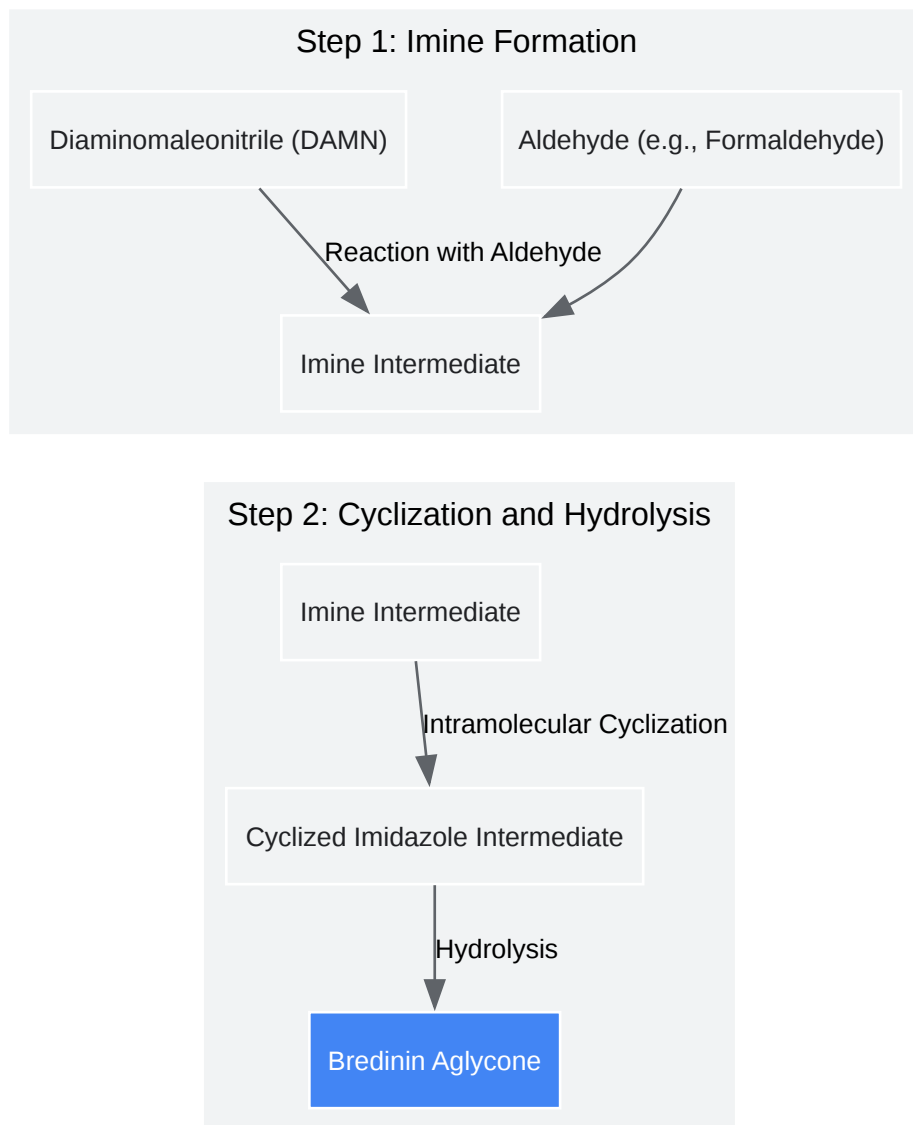 Step 1: Imine Formation
Diaminomaleonitrile (DAMN)
Aldehyde (e.g., Formaldehyde)
Reaction with Aldehyde
Imine Intermediate
Step 2: Cyclization and Hydrolysis
Imine Intermediate
Intramolecular Cyclization
Cyclized Imidazole Intermediate
Hydrolysis
Bredinin Aglycone